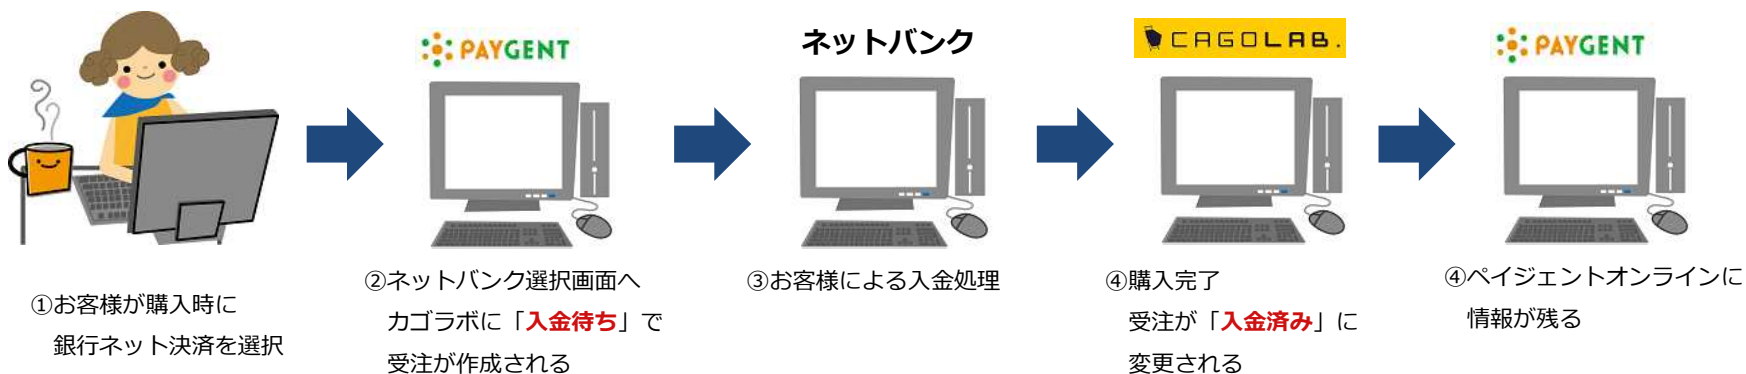 PAYGENT
ネットバンク
CAGOLAB.
PAYGENT
①お客様が購入時に
銀行ネット決済を選択
②ネットバンク選択画面へ
カゴラボに「入金待ち」で
受注が作成される
③お客様による入金処理
④購入完了
受注が「入金済み」に
変更される
④ペイジェントオンラインに
情報が残る